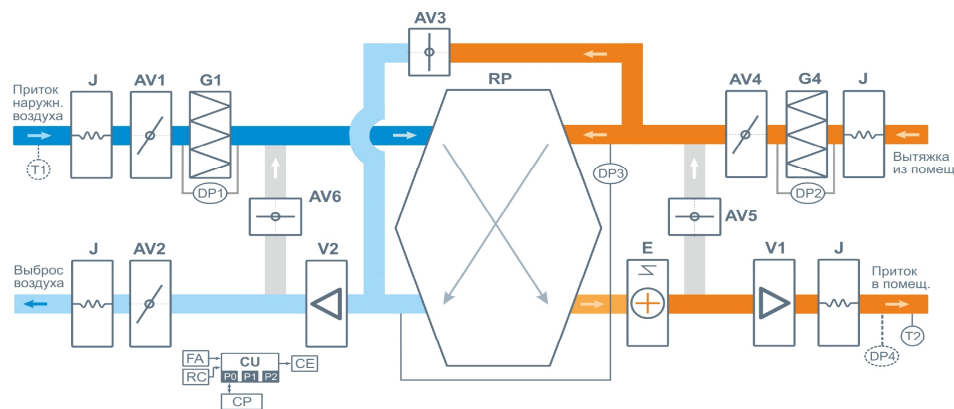 AV3
J
AV1
G1
RP
AV4
G4
J
Приток
наружн.
воздуха
Вытяжка
из помещ
T1
DP1
DP3
DP2
AV6
AV5
Выброс
воздуха
J
AV2
V2
E
V1
J
Приток
в помещ.
DP4
T2
FA
CU
CE
RC
P0 P1 P2
CP